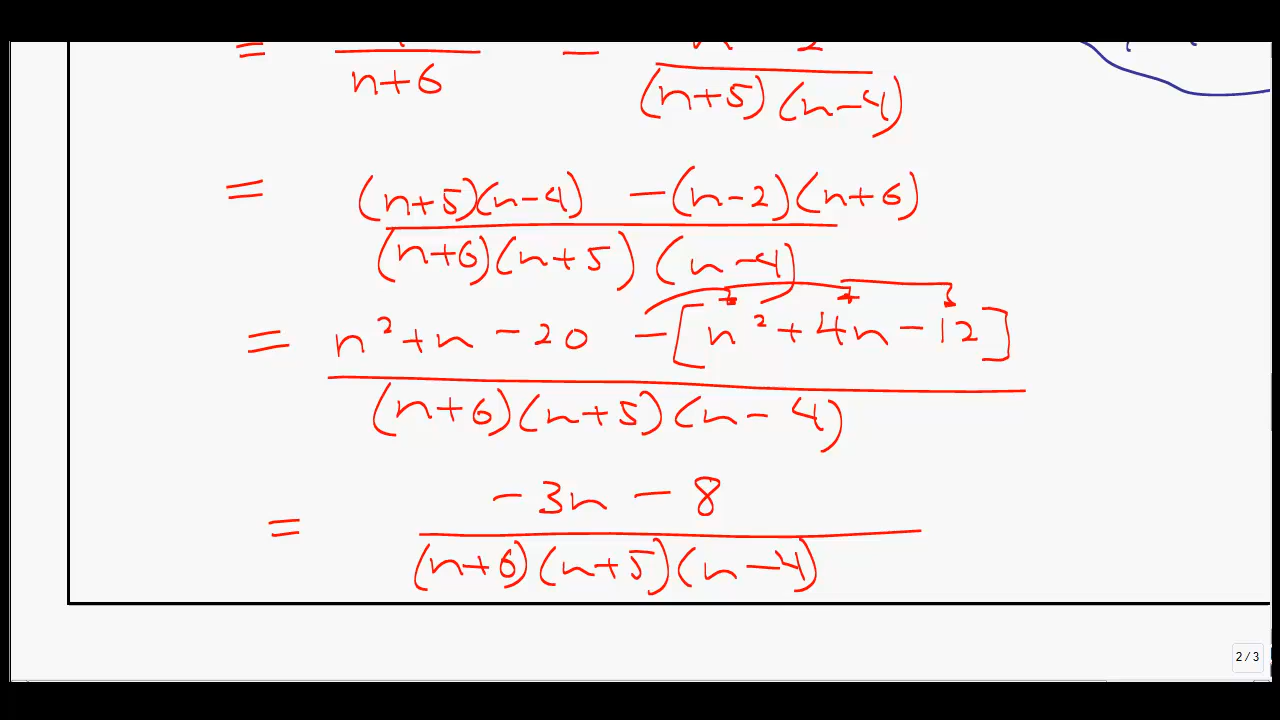 = n+6 - (n+5)(n-4)
= (n+5)(n-4) -(n-2)(n+6)
(n+6)(n+5)(n-4)
= n² +n -20 -[n² +4n -12]
(n+6)(n+5)(n-4)
= -3n - 8
(n+6)(n+5)(n-4)
2 / 3